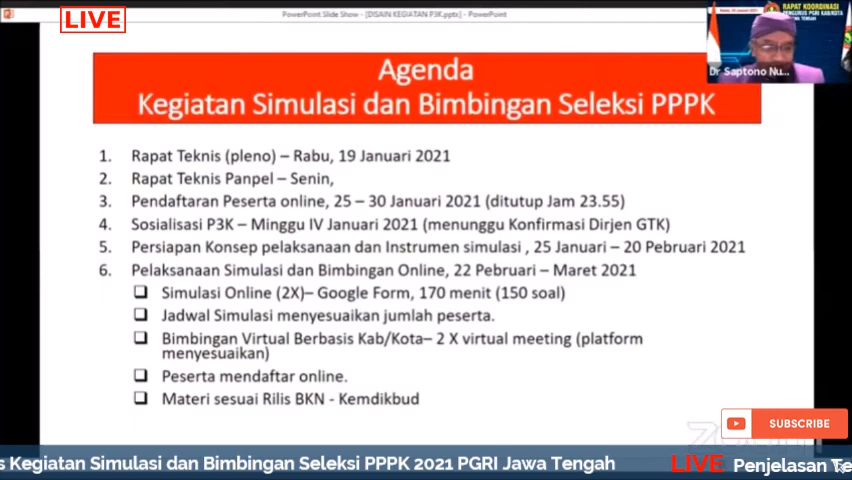 PowerPoint Slide Show - [DISAIN KEGIATAN P3K.pptx] - PowerPoint
LIVE
RAPAT KOORDINASI
PENGURUS PGRI KAB/KOTA
Dr Saptono Nu...
Agenda
Kegiatan Simulasi dan Bimbingan Seleksi PPPK
1. Rapat Teknis (pleno) – Rabu, 19 Januari 2021
2. Rapat Teknis Panpel – Senin,
3. Pendaftaran Peserta online, 25 – 30 Januari 2021 (ditutup Jam 23.55)
4. Sosialisasi P3K – Minggu IV Januari 2021 (menunggu Konfirmasi Dirjen GTK)
5. Persiapan Konsep pelaksanaan dan Instrumen simulasi , 25 Januari – 20 Pebruari 2021
6. Pelaksanaan Simulasi dan Bimbingan Online, 22 Pebruari – Maret 2021
❑ Simulasi Online (2X)– Google Form, 170 menit (150 soal)
❑ Jadwal Simulasi menyesuaikan jumlah peserta.
❑ Bimbingan Virtual Berbasis Kab/Kota– 2 X virtual meeting (platform
menyesuaikan)
❑ Peserta mendaftar online.
❑ Materi sesuai Rilis BKN - Kemdikbud
SUBSCRIBE
s Kegiatan Simulasi dan Bimbingan Seleksi PPPK 2021 PGRI Jawa Tengah
LIVE Penjelasan Te